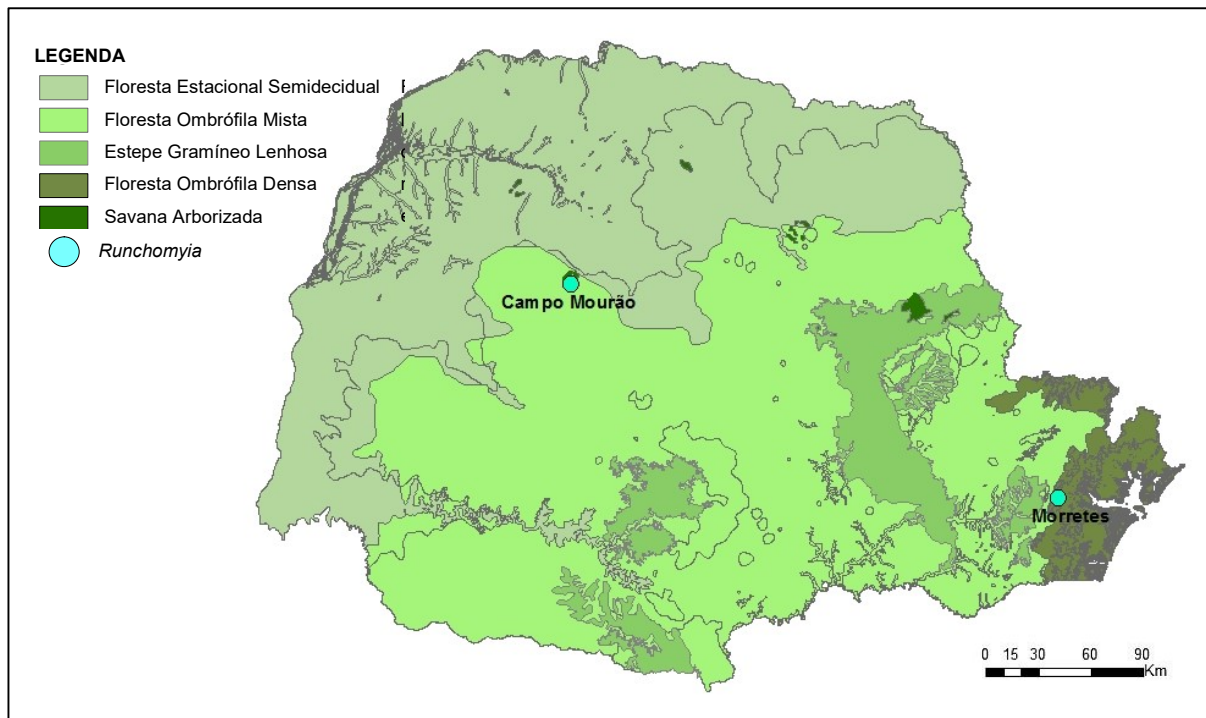 LEGENDA
Floresta Estacional Semidecidual
Floresta Ombrófila Mista
Estepe Gramíneo Lenhosa
Floresta Ombrófila Densa
Savana Arborizada
Runchomyia
Campo Mourão
Morretes
0 15 30 60 90
Km